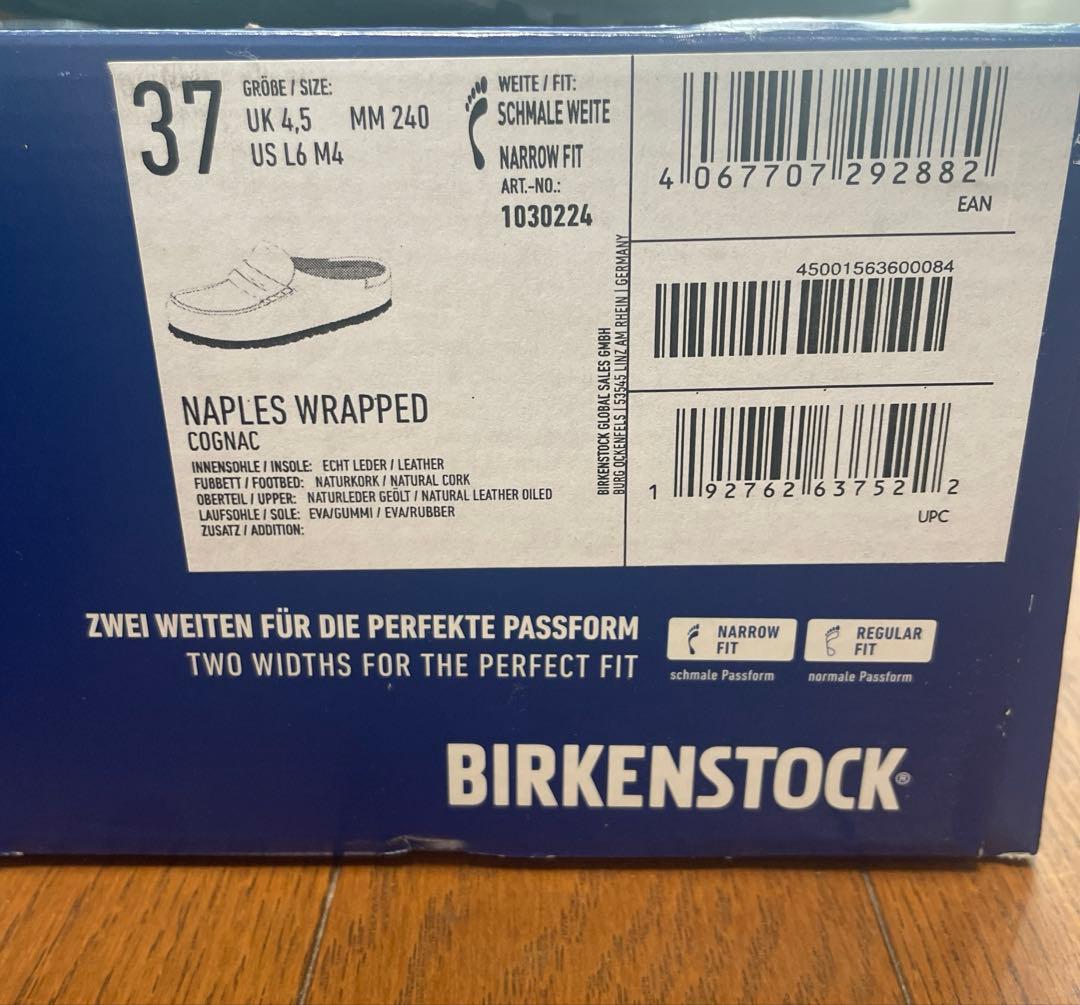 37
GRÖBE / SIZE:
UK 4,5 MM 240
US L6 M4
WEITE / FIT:
SCHMALE WEITE
NARROW FIT
ART.-NO.:
1030224
4 067707 292882
EAN
45001563600084
1 92762 63752 2
UPC
BIRKENSTOCK GLOBAL SALES GMBH
BURG OCKENFELS | 53545 LINZ AM RHEIN | GERMANY
NAPLES WRAPPED
COGNAC
INNENSOHLE / INSOLE: ECHT LEDER / LEATHER
FUBBETT / FOOTBED: NATURKORK / NATURAL CORK
OBERTEIL / UPPER: NATURLEDER GEÖLT / NATURAL LEATHER OILED
LAUFSOHLE / SOLE: EVA/GUMMI / EVA/RUBBER
ZUSATZ / ADDITION:
ZWEI WEITEN FÜR DIE PERFEKTE PASSFORM
TWO WIDTHS FOR THE PERFECT FIT
NARROW
FIT
schmale Passform
REGULAR
FIT
normale Passform
BIRKENSTOCK®